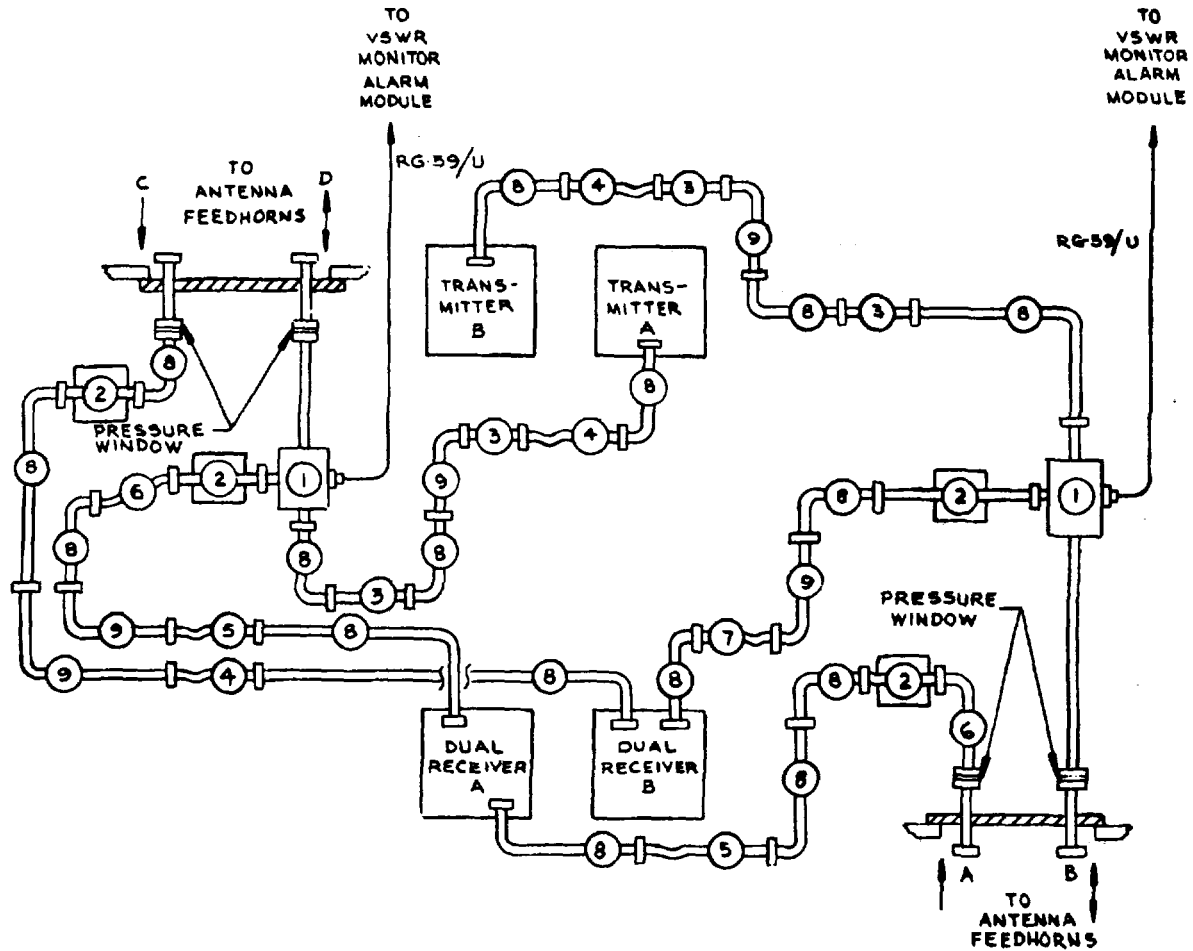 TO
VSWR
MONITOR
ALARM
MODULE
TO
VSWR
MONITOR
ALARM
MODULE
RG-59/U
C
TO
ANTENNA
FEEDHORNS
D
8
4
3
9
RG-59/U
TRANS-
MITTER
B
TRANS-
MITTER
A
8
3
8
8
2
8
PRESSURE
WINDOW
3
4
8
6
2
1
9
8
2
1
8
8
8
9
3
PRESSURE
WINDOW
9
5
8
7
9
4
8
8
8
2
6
DUAL
RECEIVER
A
DUAL
RECEIVER
B
8
8
5
A
B
TO
ANTENNA
FEEDHORNS